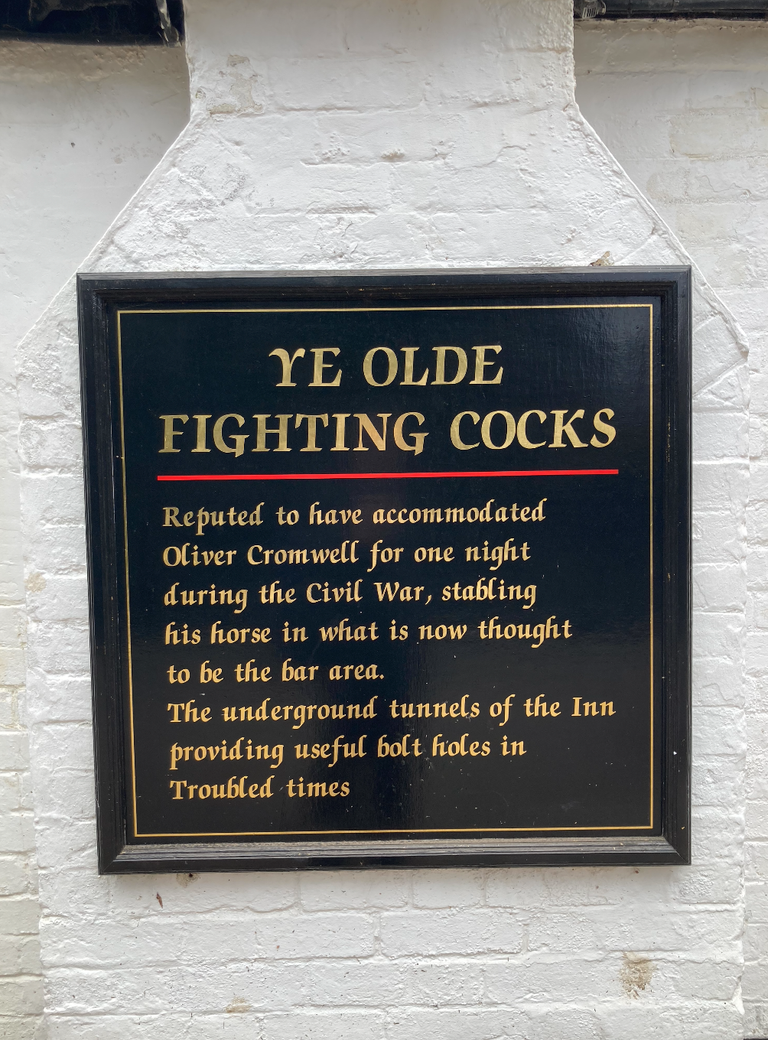 YE OLDE
FIGHTING COCKS
Reputed to have accommodated
Oliver Cromwell for one night
during the Civil War, stabling
his horse in what is now thought
to be the bar area.
The underground tunnels of the Inn
providing useful bolt holes in
Troubled times